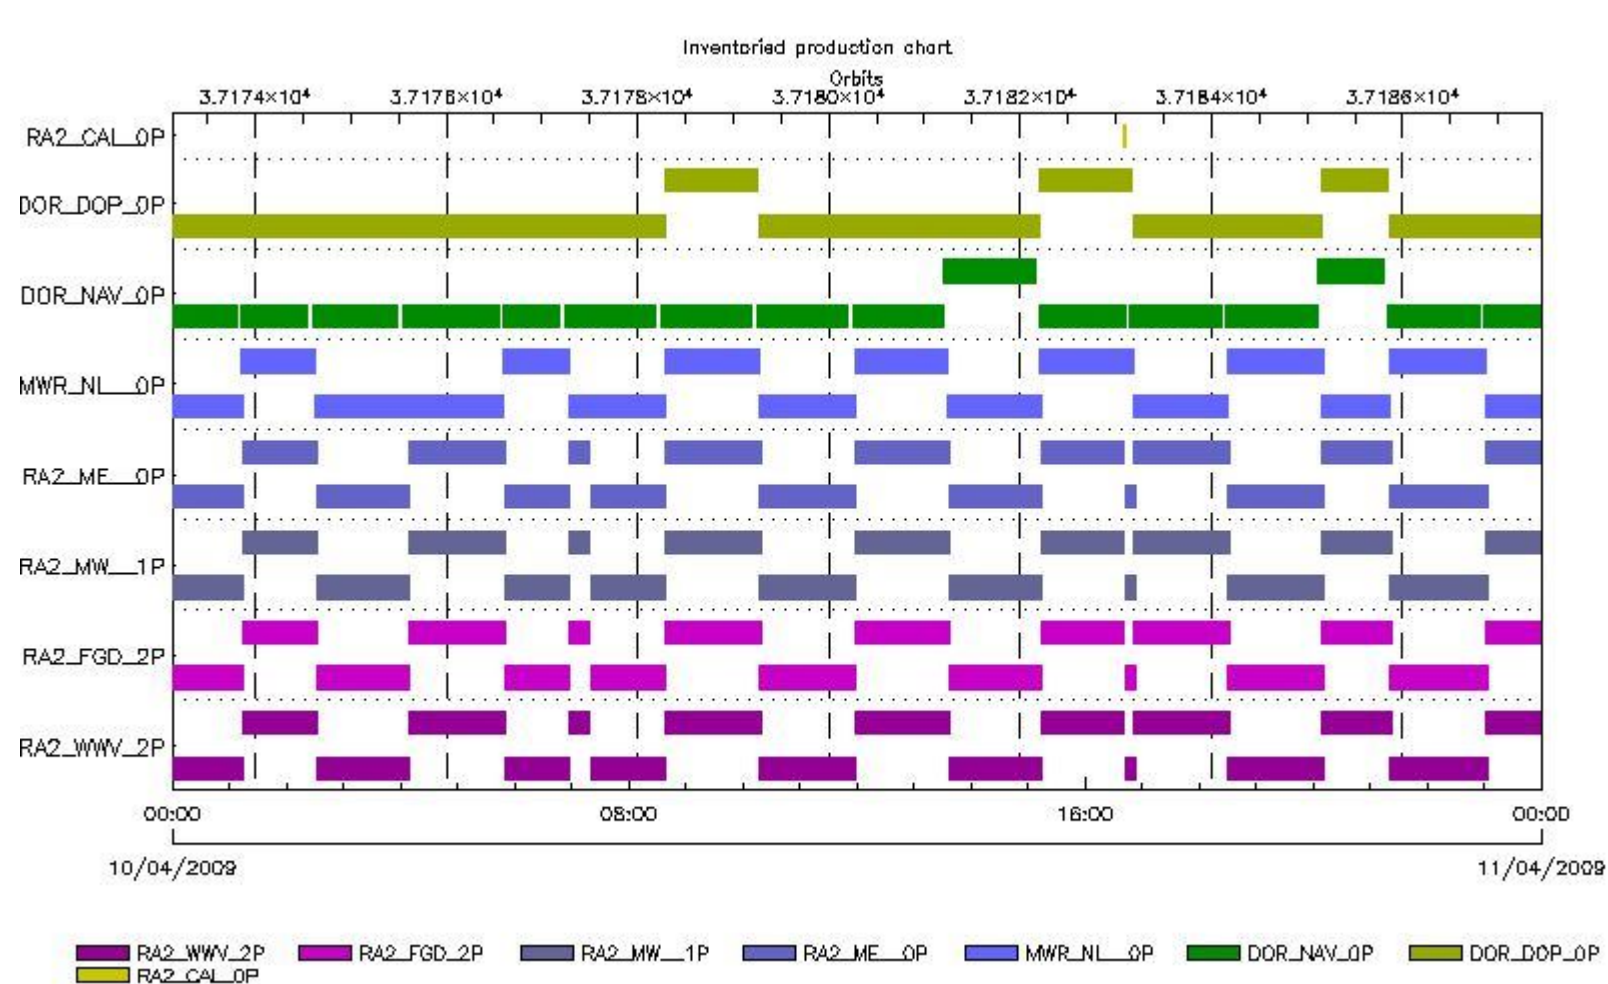 Inventoried production chart
Orbits
3.7174×10⁴ 3.7176×10⁴ 3.7178×10⁴ 3.7180×10⁴ 3.7182×10⁴ 3.7184×10⁴ 3.7186×10⁴
RA2_CAL_0P
DOR_DOP_0P
DOR_NAV_0P
MWR_NL__0P
RA2_ME__0P
RA2_MW__1P
RA2_FGD_2P
RA2_WWV_2P
00:00 08:00 16:00 00:00
10/04/2009 11/04/2009
RA2_WWV_2P RA2_FGD_2P RA2_MW__1P RA2_ME__0P MWR_NL__0P DOR_NAV_0P DOR_DOP_0P
RA2_CAL_0P